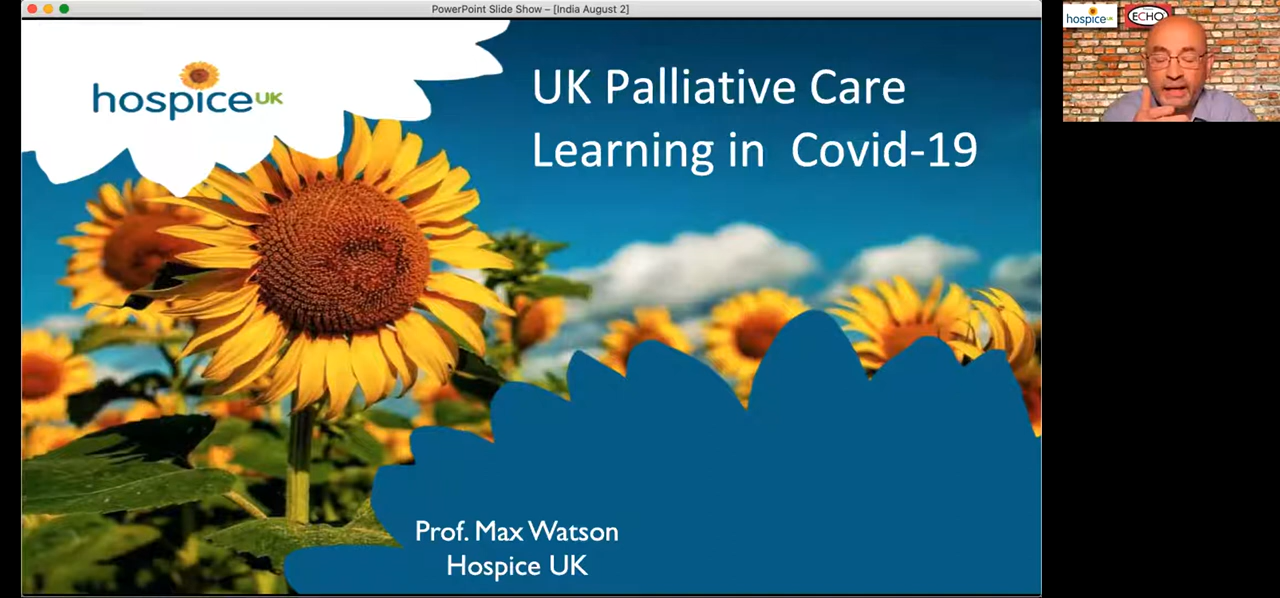 PowerPoint Slide Show – [India August 2]
hospice UK
UK Palliative Care
Learning in Covid-19
Prof. Max Watson
Hospice UK
hospice UK
ECHO